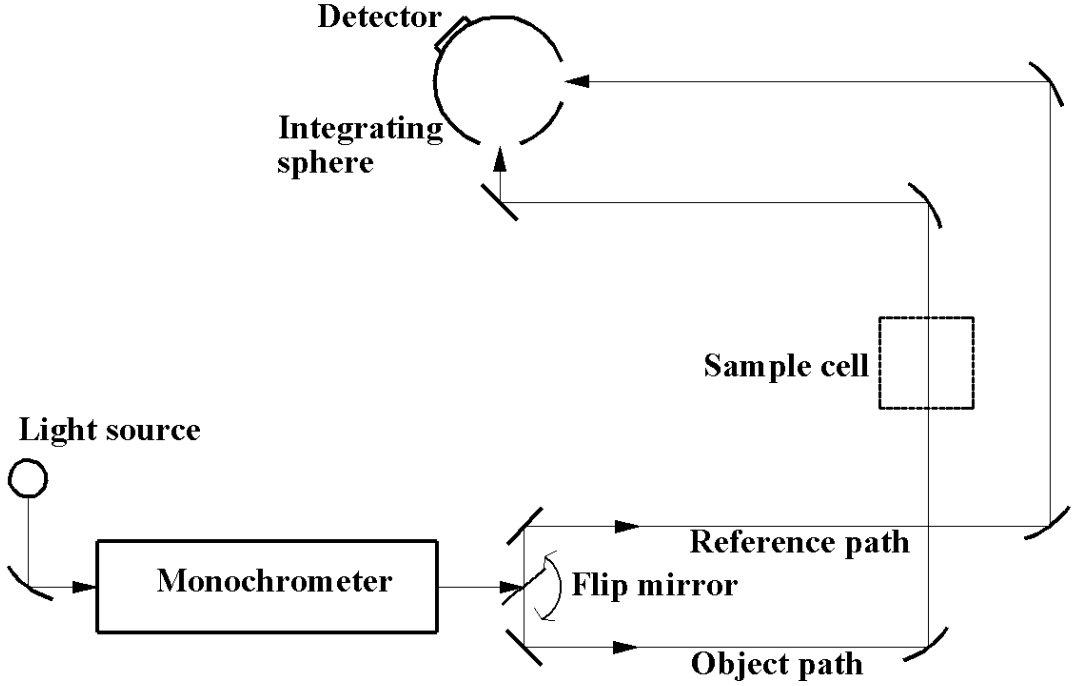 Detector
Integrating
sphere
Sample cell
Light source
Reference path
Monochrometer
Flip mirror
Object path